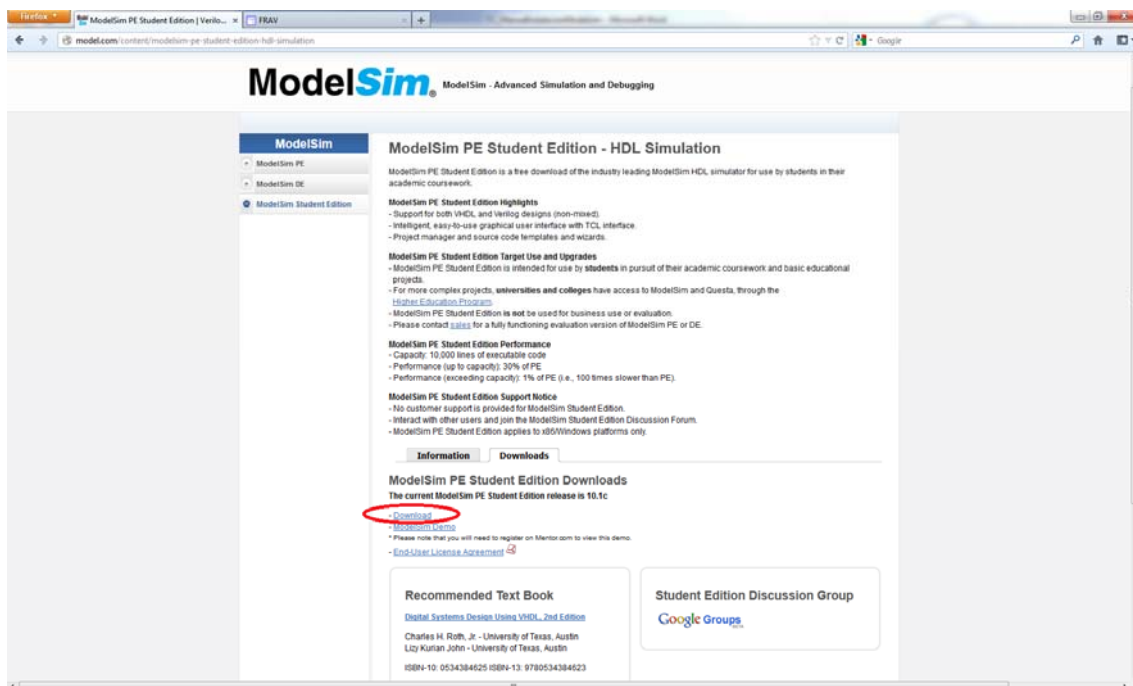 Firefox
ModelSim PE Student Edition | Verilo...
FRAV
model.com/content/modelsim-pe-student-edition-hdl-simulation
Google
ModelSim® ModelSim - Advanced Simulation and Debugging
ModelSim
ModelSim PE
ModelSim DE
ModelSim Student Edition
ModelSim PE Student Edition - HDL Simulation
ModelSim PE Student Edition is a free download of the industry leading ModelSim HDL simulator for use by students in their
academic coursework.
ModelSim PE Student Edition Highlights
- Support for both VHDL and Verilog designs (non-mixed).
- Intelligent, easy-to-use graphical user interface with TCL interface.
- Project manager and source code templates and wizards.
ModelSim PE Student Edition Target Use and Upgrades
- ModelSim PE Student Edition is intended for use by students in pursuit of their academic coursework and basic educational
projects.
- For more complex projects, universities and colleges have access to ModelSim and Questa, through the
Higher Education Program.
- ModelSim PE Student Edition is not be used for business use or evaluation.
- Please contact sales for a fully functioning evaluation version of ModelSim PE or DE.
ModelSim PE Student Edition Performance
- Capacity: 10,000 lines of executable code
- Performance (up to capacity): 30% of PE
- Performance (exceeding capacity): 1% of PE (i.e., 100 times slower than PE).
ModelSim PE Student Edition Support Notice
- No customer support is provided for ModelSim Student Edition.
- Interact with other users and join the ModelSim Student Edition Discussion Forum.
- ModelSim PE Student Edition applies to x86/Windows platforms only.
Information Downloads
ModelSim PE Student Edition Downloads
The current ModelSim PE Student Edition release is 10.1c
- Download
- ModelSim Demo
* Please note that you will need to register on Mentor.com to view this demo.
- End-User License Agreement
Recommended Text Book
Digital Systems Design Using VHDL, 2nd Edition
Charles H. Roth, Jr. - University of Texas, Austin
Lizy Kurian John - University of Texas, Austin
ISBN-10: 0534384625 ISBN-13: 9780534384623
Student Edition Discussion Group
Google Groups